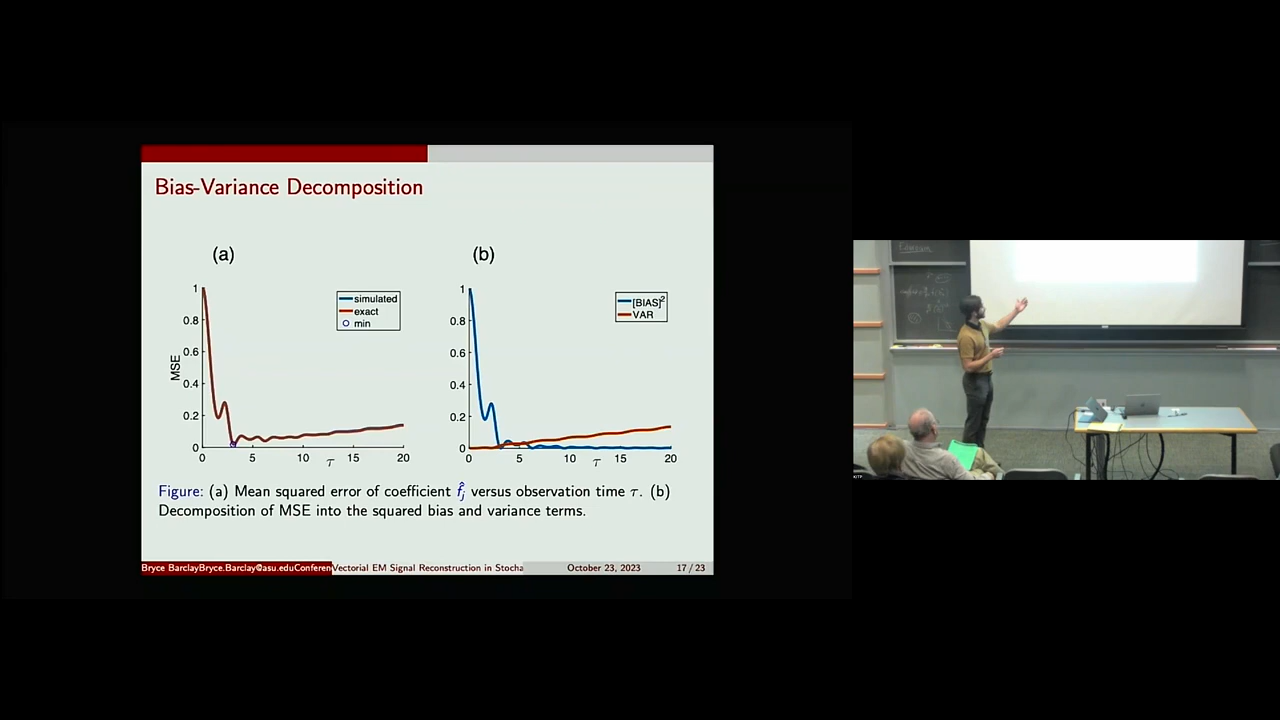 Bias-Variance Decomposition
(a)
(b)
1
0.8
0.6
0.4
0.2
0
MSE
simulated
exact
min
0 5 10 15 20
τ
1
0.8
0.6
0.4
0.2
0
[BIAS]²
VAR
0 5 10 15 20
τ
Figure: (a) Mean squared error of coefficient f̂ⱼ versus observation time τ. (b)
Decomposition of MSE into the squared bias and variance terms.
Bryce BarclayBryce.Barclay@asu.eduConferen Vectorial EM Signal Reconstruction in Stocha October 23, 2023 17 / 23